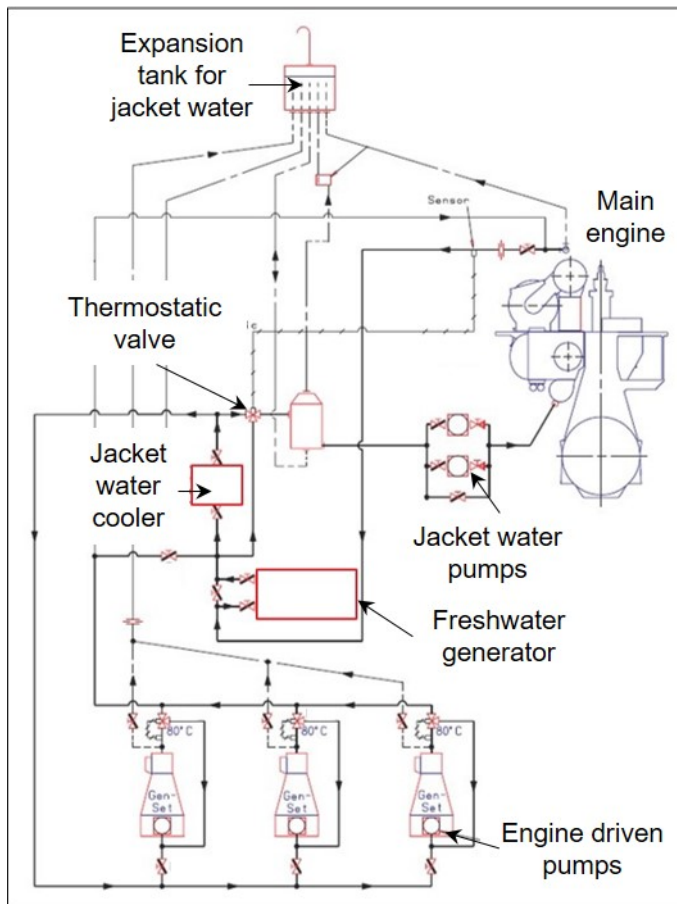 Expansion
tank for
jacket water
Sensor
Main
engine
Thermostatic
valve
Jacket
water
cooler
Jacket water
pumps
Freshwater
generator
80°C
80°C
80°C
Gen-
Set
Gen-
Set
Gen-
Set
Engine driven
pumps